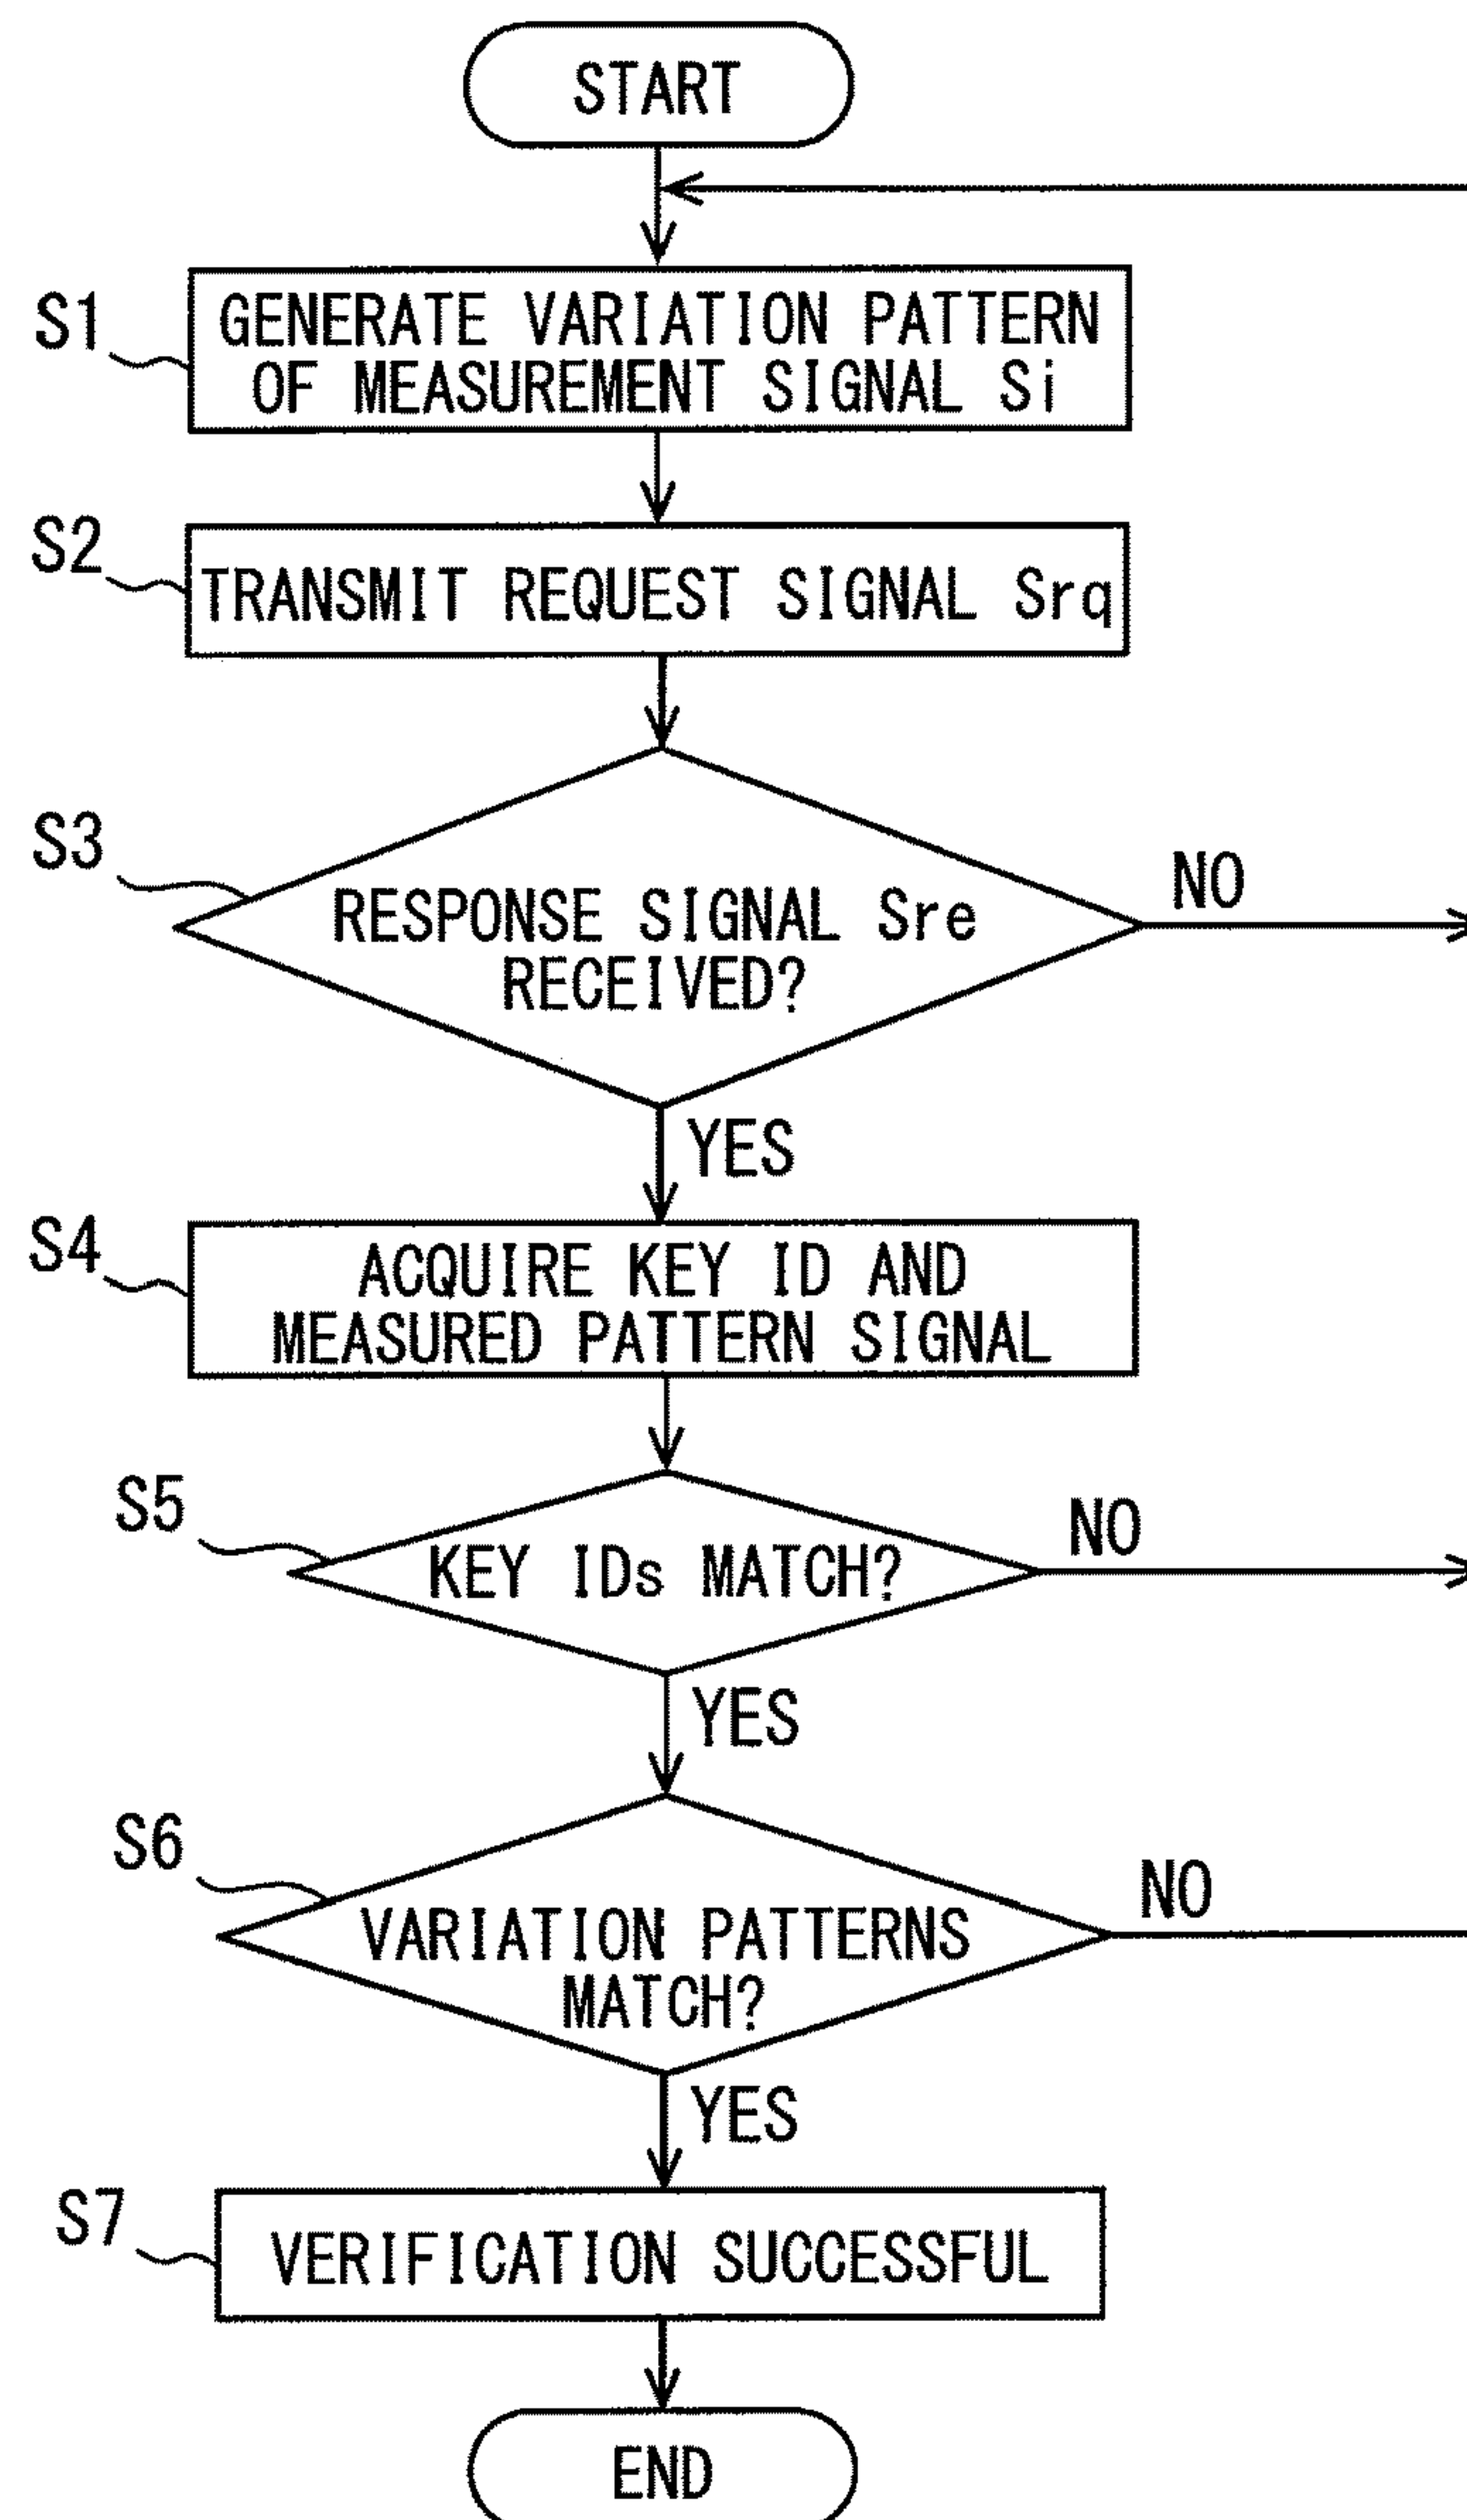 START
S1
GENERATE VARIATION PATTERN
OF MEASUREMENT SIGNAL Si
S2
TRANSMIT REQUEST SIGNAL Srq
S3
RESPONSE SIGNAL Sre
RECEIVED?
NO
YES
S4
ACQUIRE KEY ID AND
MEASURED PATTERN SIGNAL
S5
KEY IDs MATCH?
NO
YES
S6
VARIATION PATTERNS
MATCH?
NO
YES
S7
VERIFICATION SUCCESSFUL
END